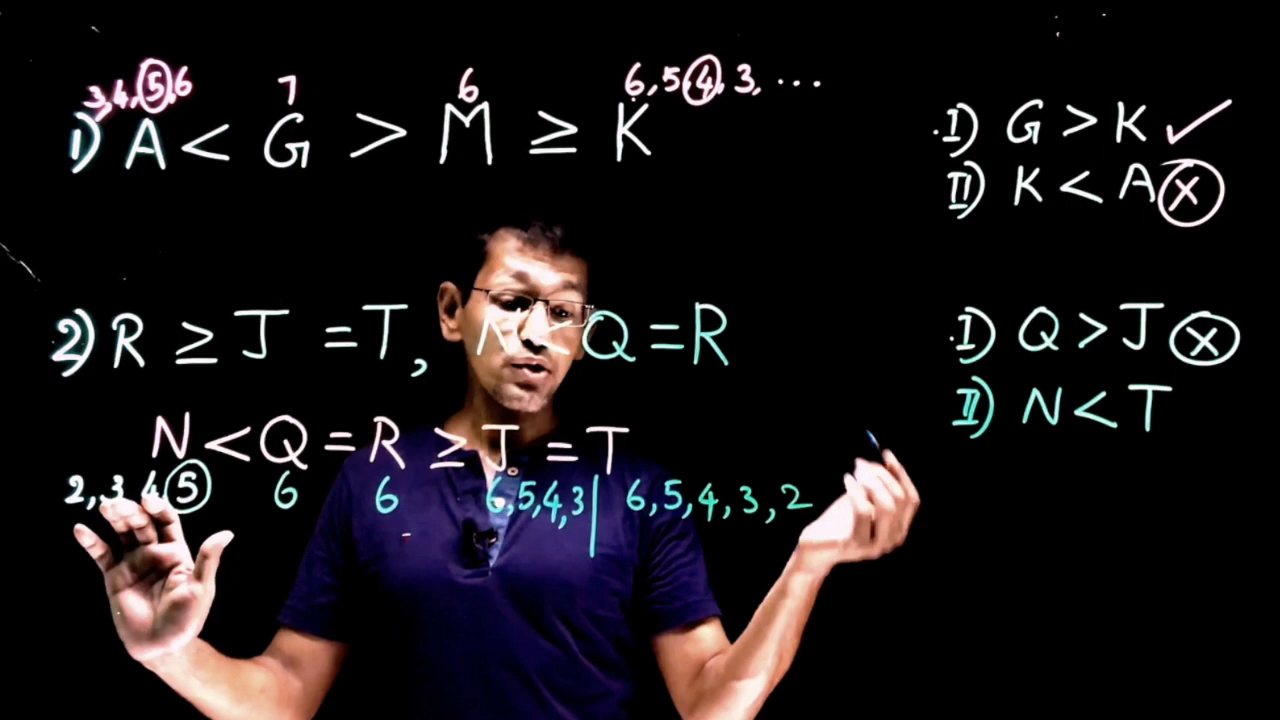 3,4,5,6 7 6 6,5,4,3,...
1) A < G > M ≥ K
I) G > K ✓
II) K < A X
2) R ≥ J = T, N < Q = R
I) Q > J X
II) N < T
N < Q = R ≥ J = T
2,3,4,5 6 6 6,5,4,3 | 6,5,4,3,2